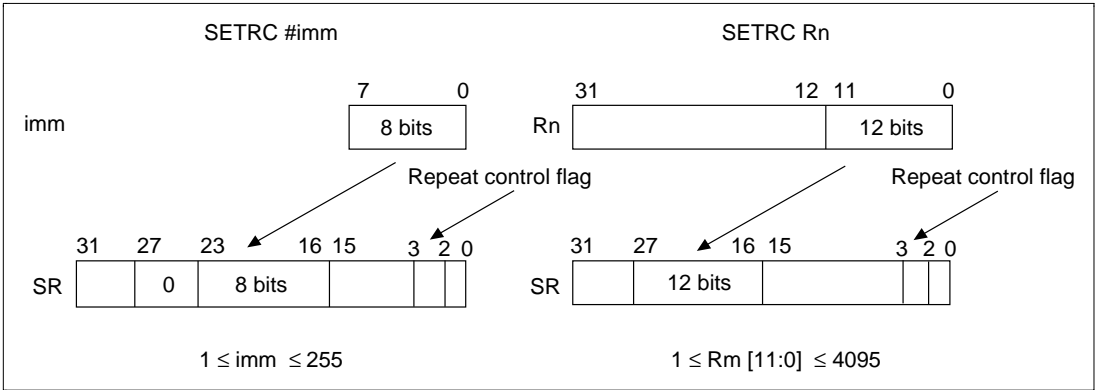 SETRC #imm SETRC Rn
7 0 31 12 11 0
imm 8 bits Rn 12 bits
Repeat control flag Repeat control flag
31 27 23 16 15 3 2 0 31 27 16 15 3 2 0
SR 0 8 bits SR 12 bits
1 ≤ imm ≤ 255 1 ≤ Rm [11:0] ≤ 4095